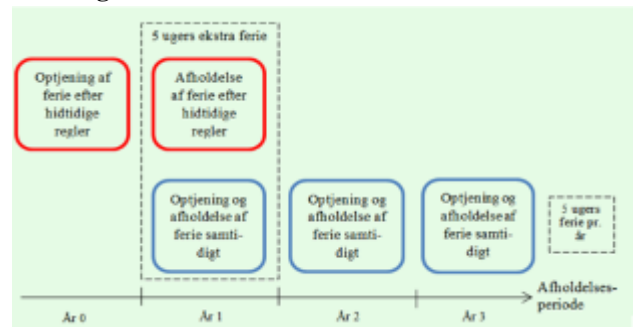 5 ugers ekstra ferie
Optjening af
ferie efter
hidtidige
regler
Afholdelse
af ferie efter
hidtidige
regler
Optjening og
afholdelse af
ferie samti-
digt
Optjening og
afholdelse af
ferie samti-
digt
Optjening og
afholdelse af
ferie samti-
digt
5 ugers
ferie pr.
år
Afholdelses-
periode
År 0
År 1
År 2
År 3